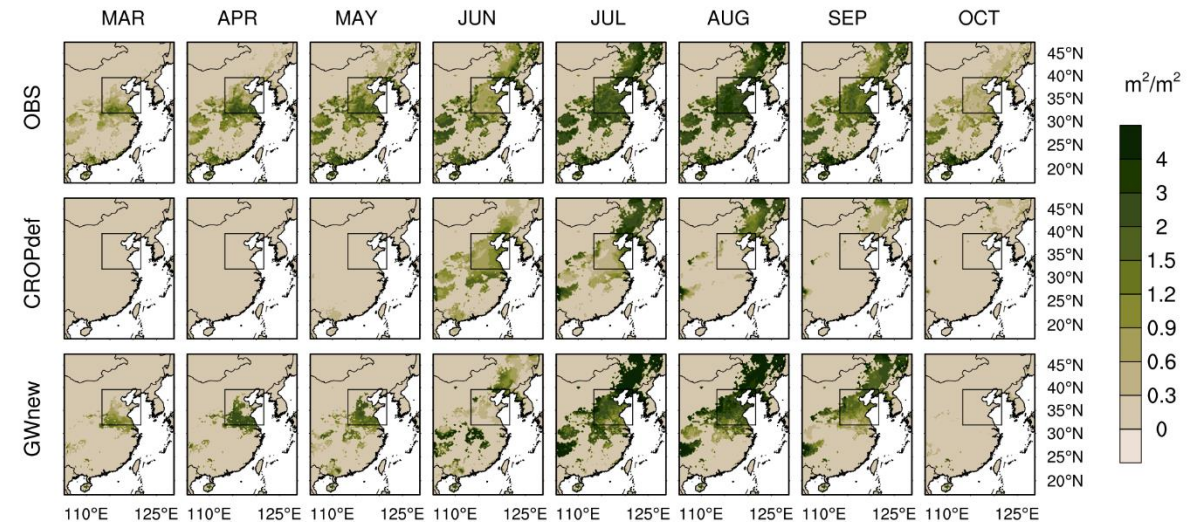 MAR APR MAY JUN JUL AUG SEP OCT
OBS
45°N
40°N
35°N
30°N
25°N
20°N
CROPdef
45°N
40°N
35°N
30°N
25°N
20°N
GWnew
45°N
40°N
35°N
30°N
25°N
20°N
110°E 125°E 110°E 125°E 110°E 125°E 110°E 125°E 110°E 125°E 110°E 125°E 110°E 125°E 110°E 125°E
m²/m²
4
3
2
1.5
1.2
0.9
0.6
0.3
0